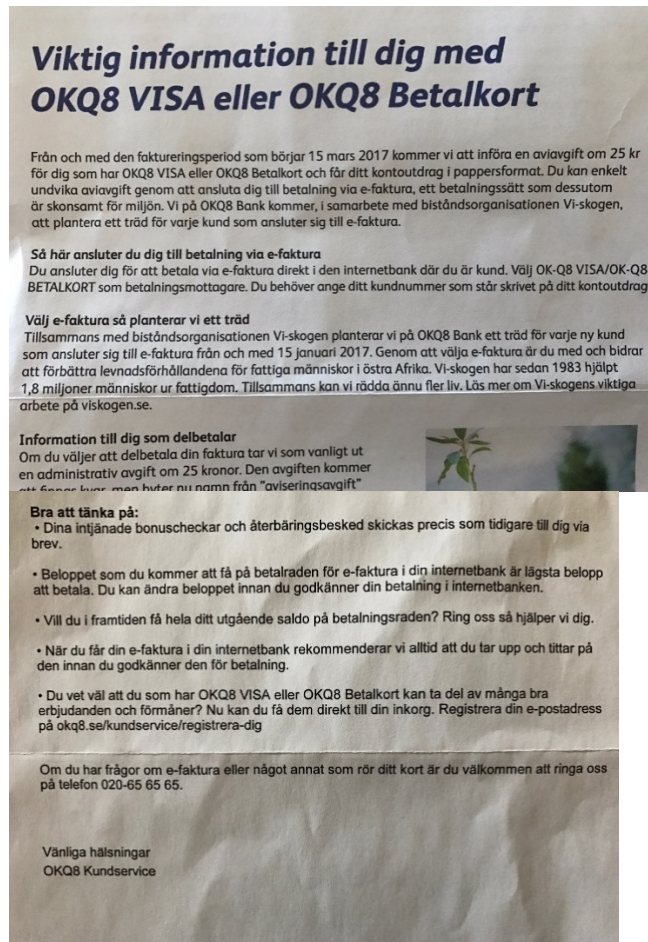 Viktig information till dig med
OKQ8 VISA eller OKQ8 Betalkort
Från och med den faktureringsperiod som börjar 15 mars 2017 kommer vi att införa en aviavgift om 25 kr
för dig som har OKQ8 VISA eller OKQ8 Betalkort och får ditt kontoutdrag i pappersformat. Du kan enkelt
undvika aviavgift genom att ansluta dig till betalning via e-faktura, ett betalningssätt som dessutom
är skonsamt för miljön. Vi på OKQ8 Bank kommer, i samarbete med biståndsorganisationen Vi-skogen,
att plantera ett träd för varje kund som ansluter sig till e-faktura.
Så här ansluter du dig till betalning via e-faktura
Du ansluter dig för att betala via e-faktura direkt i den internetbank där du är kund. Välj OK-Q8 VISA/OK-Q8
BETALKORT som betalningsmottagare. Du behöver ange ditt kundnummer som står skrivet på ditt kontoutdrag
Välj e-faktura så planterar vi ett träd
Tillsammans med biståndsorganisationen Vi-skogen planterar vi på OKQ8 Bank ett träd för varje ny kund
som ansluter sig till e-faktura från och med 15 januari 2017. Genom att välja e-faktura är du med och bidrar
att förbättra levnadsförhållandena för fattiga människor i östra Afrika. Vi-skogen har sedan 1983 hjälpt
1,8 miljoner människor ur fattigdom. Tillsammans kan vi rädda ännu fler liv. Läs mer om Vi-skogens viktiga
arbete på viskogen.se.
Information till dig som delbetalar
Om du väljer att delbetala din faktura tar vi som vanligt ut
en administrativ avgift om 25 kronor. Den avgiften kommer
att finnas kvar, men byter nu namn från "aviseringsavgift"
Bra att tänka på:
• Dina intjänade bonuscheckar och återbäringsbesked skickas precis som tidigare till dig via
brev.
• Beloppet som du kommer att få på betalraden för e-faktura i din internetbank är lägsta belopp
att betala. Du kan ändra beloppet innan du godkänner din betalning i internetbanken.
• Vill du i framtiden få hela ditt utgående saldo på betalningsraden? Ring oss så hjälper vi dig.
• När du får din e-faktura i din internetbank rekommenderar vi alltid att du tar upp och tittar på
den innan du godkänner den för betalning.
• Du vet väl att du som har OKQ8 VISA eller OKQ8 Betalkort kan ta del av många bra
erbjudanden och förmåner? Nu kan du få dem direkt till din inkorg. Registrera din e-postadress
på okq8.se/kundservice/registrera-dig
Om du har frågor om e-faktura eller något annat som rör ditt kort är du välkommen att ringa oss
på telefon 020-65 65 65.
Vänliga hälsningar
OKQ8 Kundservice